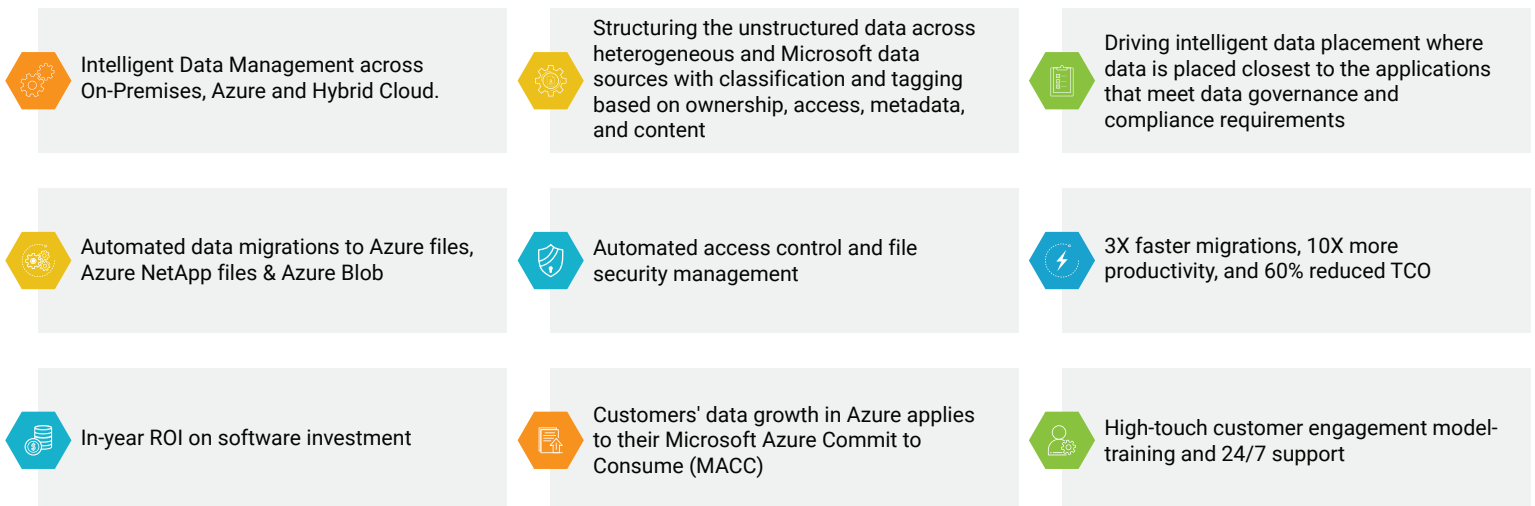 Intelligent Data Management across
On-Premises, Azure and Hybrid Cloud.
Structuring the unstructured data across
heterogeneous and Microsoft data
sources with classification and tagging
based on ownership, access, metadata,
and content
Driving intelligent data placement where
data is placed closest to the applications
that meet data governance and
compliance requirements
Automated data migrations to Azure files,
Azure NetApp files & Azure Blob
Automated access control and file
security management
3X faster migrations, 10X more
productivity, and 60% reduced TCO
In-year ROI on software investment
Customers' data growth in Azure applies
to their Microsoft Azure Commit to
Consume (MACC)
High-touch customer engagement model-
training and 24/7 support